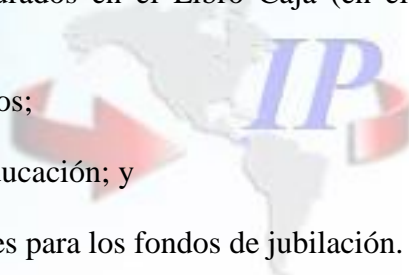 en el Libro Caja (en el
IP
os;
ucación; y
es para los fondos de jubilación.